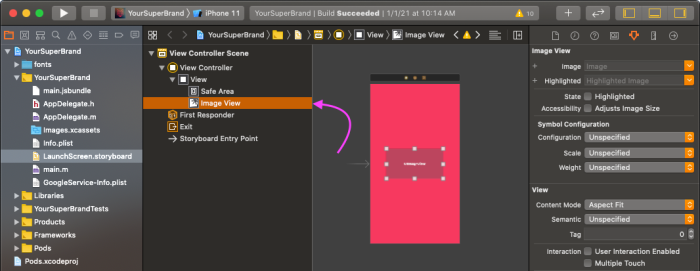 YourSuperBrand
iPhone 11
YourSuperBrand | Build Succeeded | 1/1/21 at 10:14 AM
10
YourSuperBrand
fonts
YourSuperBrand
main.jsbundle
AppDelegate.h
AppDelegate.m
Images.xcassets
Info.plist
LaunchScreen.storyboard
main.m
GoogleService-Info.plist
Libraries
YourSuperBrandTests
Products
Frameworks
Pods
Pods.xcodeproj
YourSuperBrand
View
Image View
View Controller Scene
View Controller
View
Safe Area
Image View
First Responder
Exit
Storyboard Entry Point
Image View
Image Image
Highlighted Highlighted Image
State Highlighted
Accessibility Adjusts Image Size
Symbol Configuration
Configuration Unspecified
Scale Unspecified
Weight Unspecified
View
Content Mode Aspect Fit
Semantic Unspecified
Tag 0
Interaction User Interaction Enabled
Multiple Touch